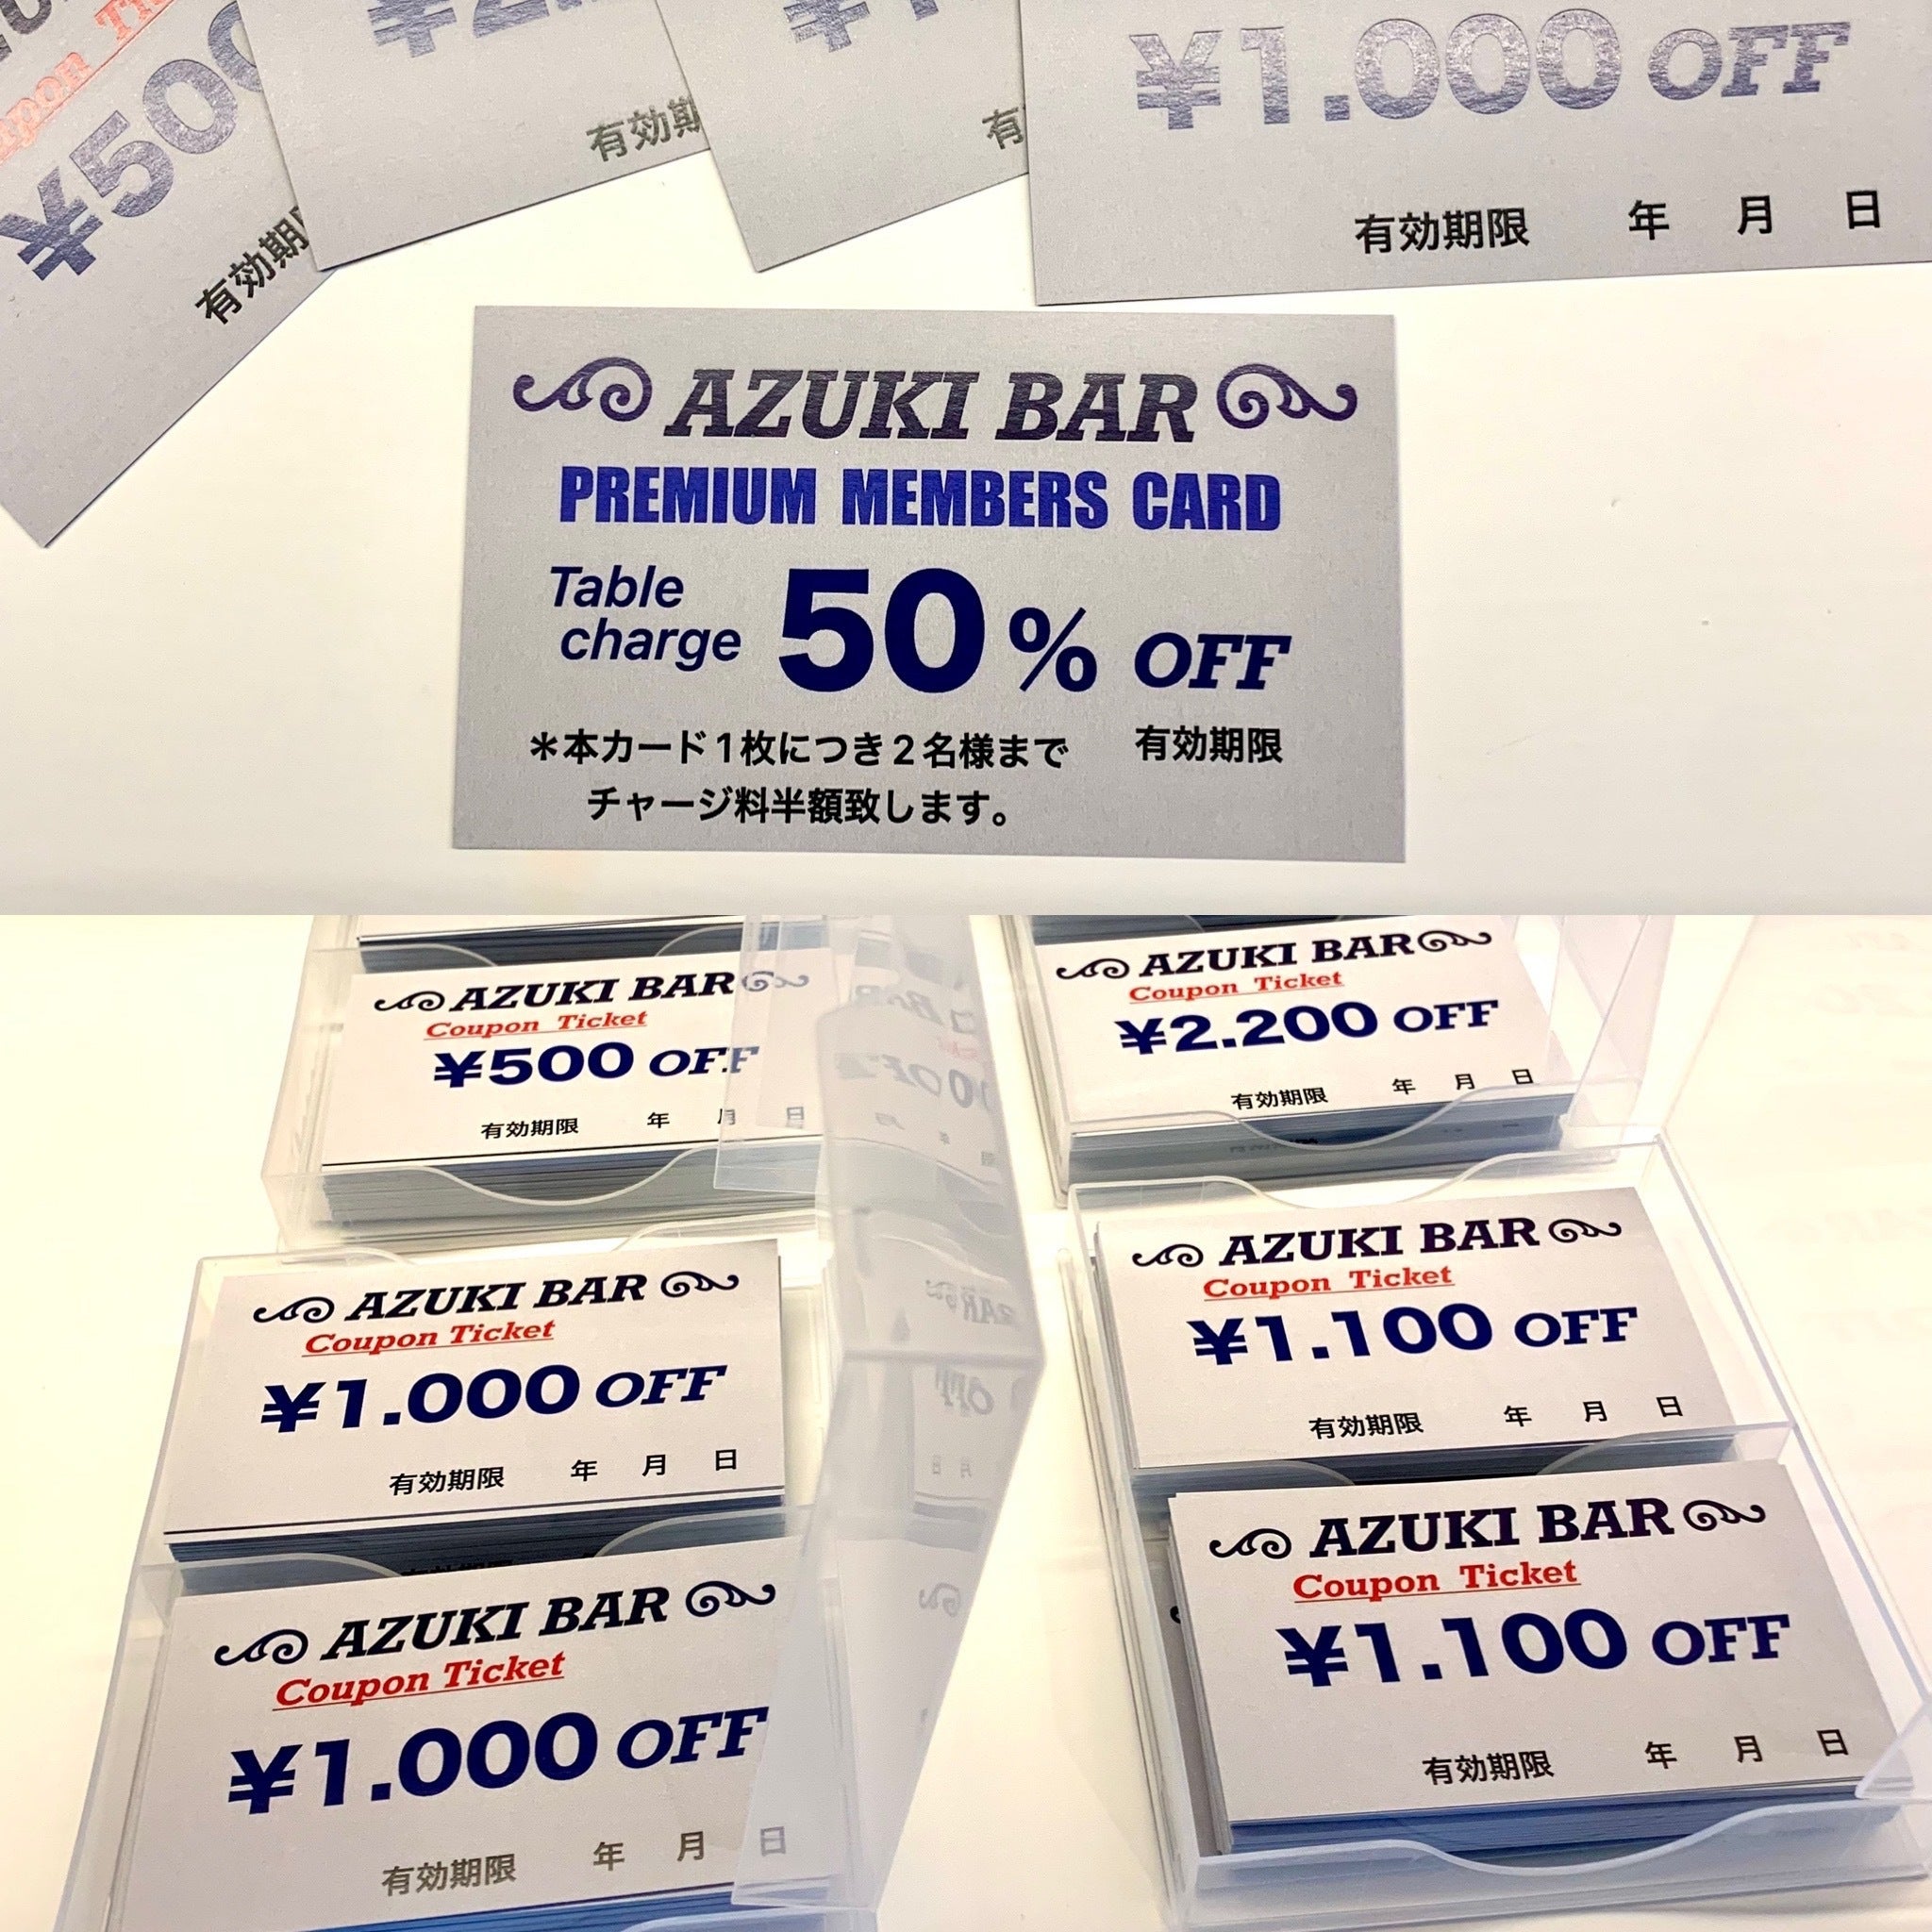 ¥500
有効期
¥1.000 OFF
有効期限 年 月 日
AZUKI BAR
PREMIUM MEMBERS CARD
Table
charge
50% OFF
＊本カード1枚につき2名様まで
チャージ料半額致します。
有効期限
AZUKI BAR
Coupon Ticket
¥500 OFF
有効期限 年 月 日
AZUKI BAR
Coupon Ticket
¥2.200 OFF
有効期限 年 月 日
AZUKI BAR
Coupon Ticket
¥1.000 OFF
有効期限 年 月 日
AZUKI BAR
Coupon Ticket
¥1.100 OFF
有効期限 年 月 日
AZUKI BAR
Coupon Ticket
¥1.000 OFF
有効期限 年 月 日
AZUKI BAR
Coupon Ticket
¥1.100 OFF
有効期限 年 月 日